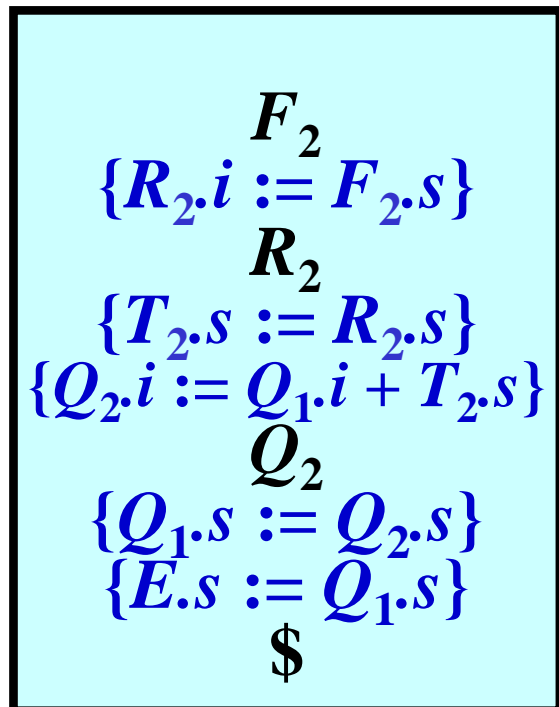 F₂
{R₂.i := F₂.s}
R₂
{T₂.s := R₂.s}
{Q₂.i := Q₁.i + T₂.s}
Q₂
{Q₁.s := Q₂.s}
{E.s := Q₁.s}
$